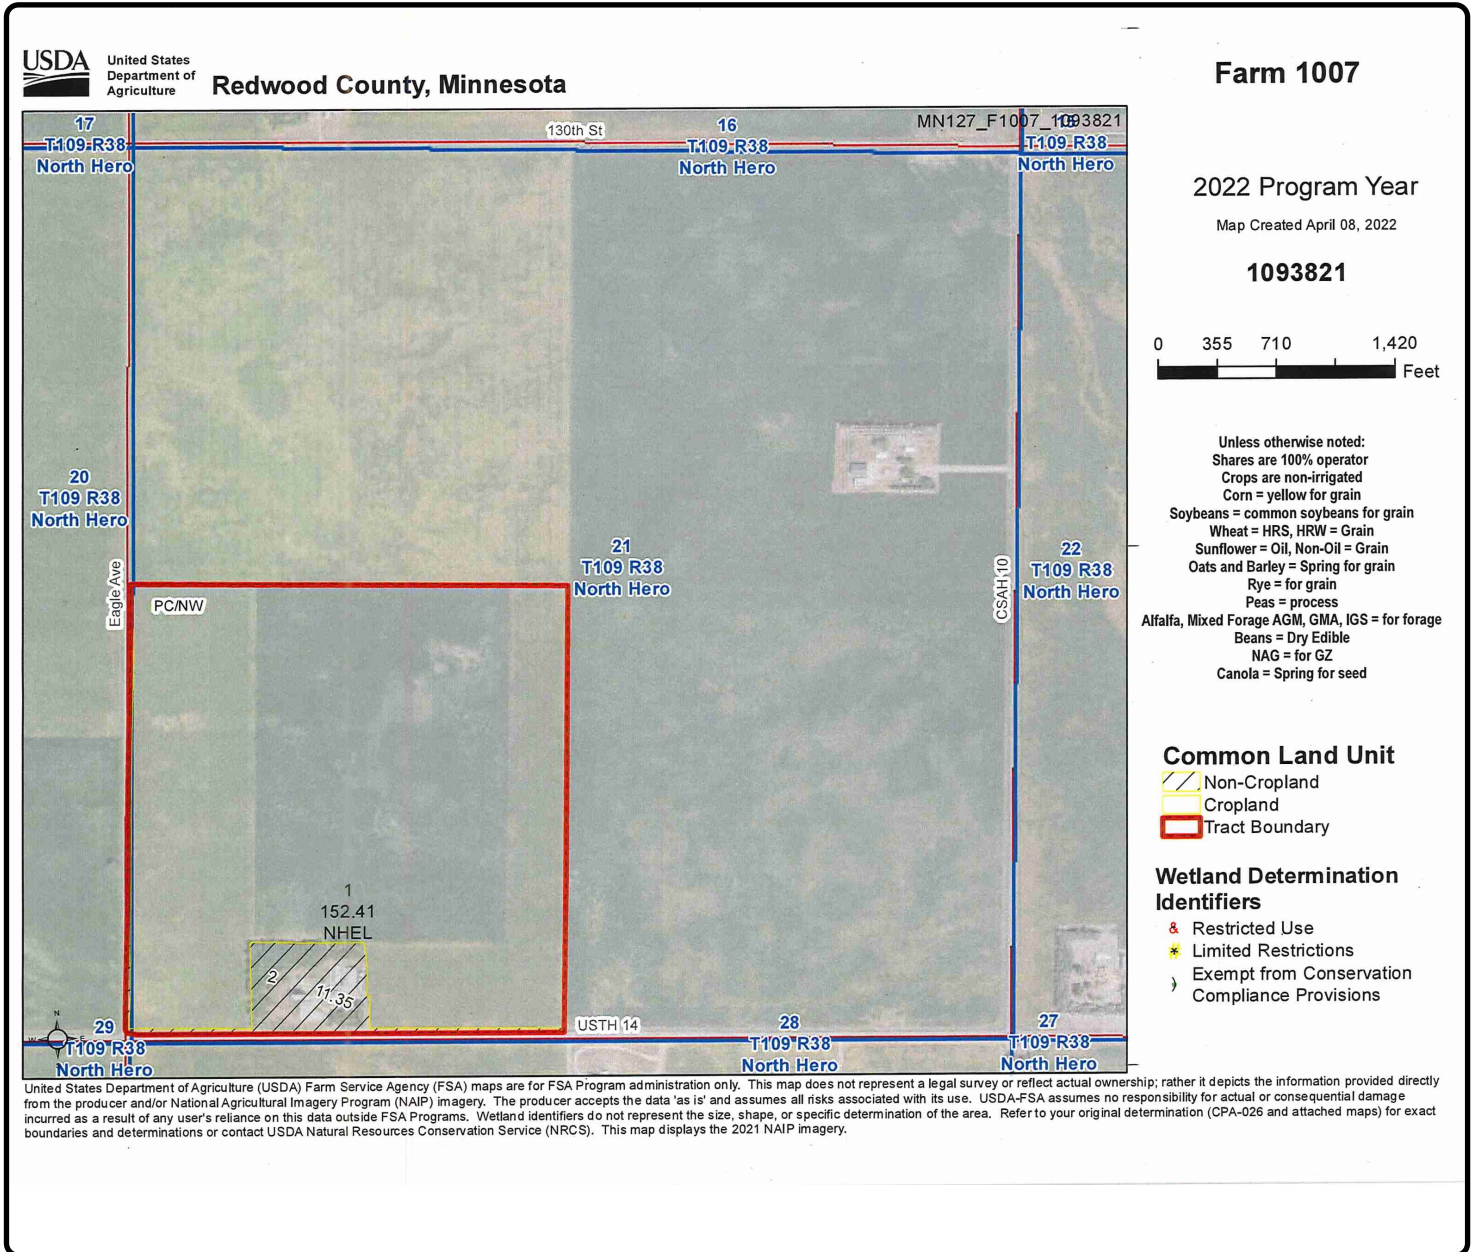 USDA
United States
Department of
Agriculture
Redwood County, Minnesota
Farm 1007
MN127_F1007_1093821
17
T109 R38
North Hero
130th St
16
T109 R38
North Hero
15
T109 R38
North Hero
2022 Program Year
Map Created April 08, 2022
1093821
0 355 710 1,420
Feet
Unless otherwise noted:
Shares are 100% operator
Crops are non-irrigated
Corn = yellow for grain
Soybeans = common soybeans for grain
Wheat = HRS, HRW = Grain
Sunflower = Oil, Non-Oil = Grain
Oats and Barley = Spring for grain
Rye = for grain
Peas = process
Alfalfa, Mixed Forage AGM, GMA, IGS = for forage
Beans = Dry Edible
NAG = for GZ
Canola = Spring for seed
20
T109 R38
North Hero
21
T109 R38
North Hero
22
T109 R38
North Hero
Eagle Ave
CSAH 10
PC/NW
1
152.41
NHEL
2
11.35
Common Land Unit
Non-Cropland
Cropland
Tract Boundary
Wetland Determination
Identifiers
Restricted Use
Limited Restrictions
Exempt from Conservation
Compliance Provisions
N
W
E
S
29
T109 R38
North Hero
USTH 14
28
T109 R38
North Hero
27
T109 R38
North Hero
United States Department of Agriculture (USDA) Farm Service Agency (FSA) maps are for FSA Program administration only. This map does not represent a legal survey or reflect actual ownership; rather it depicts the information provided directly
from the producer and/or National Agricultural Imagery Program (NAIP) imagery. The producer accepts the data 'as is' and assumes all risks associated with its use. USDA-FSA assumes no responsibility for actual or consequential damage
incurred as a result of any user's reliance on this data outside FSA Programs. Wetland identifiers do not represent the size, shape, or specific determination of the area. Refer to your original determination (CPA-026 and attached maps) for exact
boundaries and determinations or contact USDA Natural Resources Conservation Service (NRCS). This map displays the 2021 NAIP imagery.